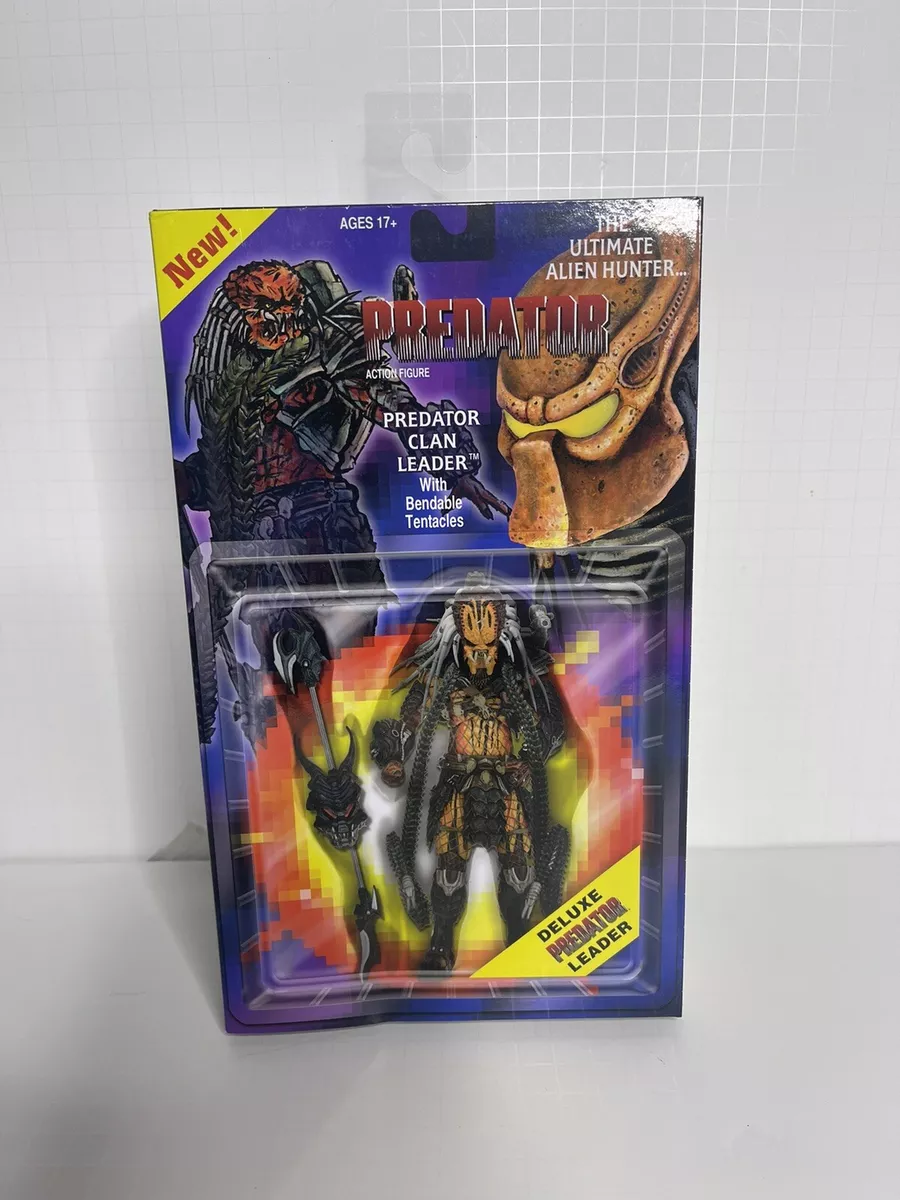 New!
AGES 17+
THE
ULTIMATE
ALIEN HUNTER...
PREDATOR
ACTION FIGURE
PREDATOR
CLAN
LEADER™
With
Bendable
Tentacles
DELUXE
PREDATOR
LEADER